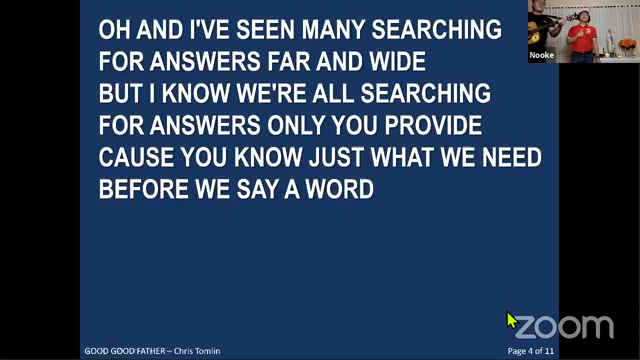 OH AND I'VE SEEN MANY SEARCHING
FOR ANSWERS FAR AND WIDE
BUT I KNOW WE'RE ALL SEARCHING
FOR ANSWERS ONLY YOU PROVIDE
CAUSE YOU KNOW JUST WHAT WE NEED
BEFORE WE SAY A WORD
Nooke
zoom
GOOD GOOD FATHER – Chris Tomlin
Page 4 of 11